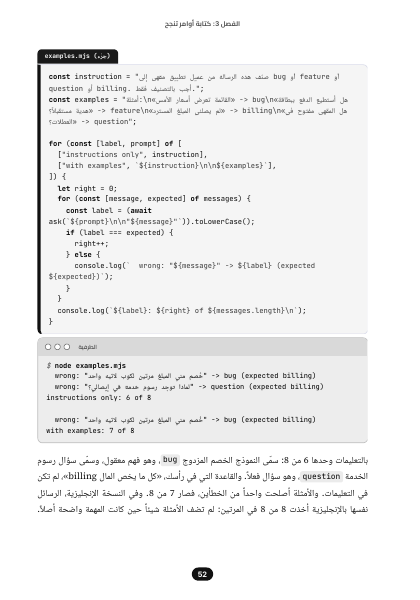 الفصل 3: كتابة أوامر تنجح
examples.mjs (جزء)
const instruction = "صنف هذه الرسالة من عميل تطبيق مقهى إلى bug أو feature أو
question أو billing. أجب بالتصنيف فقط.";
const examples = "أمثلة:\n«القائمة تعرض أسعار الأمس» -> bug\n«هل أستطيع الدفع ببطاقة
هدية مستقبلاً؟» -> feature\n«لم يصلني المبلغ المسترد» -> billing\n«هل المقهى مفتوح في
العطلات؟» -> question";
for (const [label, prompt] of [
["instructions only", instruction],
["with examples", `${instruction}\n\n${examples}`],
]) {
let right = 0;
for (const [message, expected] of messages) {
const label = (await
ask(`${prompt}\n\n"${message}"`)).toLowerCase();
if (label === expected) {
right++;
} else {
console.log(`  wrong: "${message}" -> ${label} (expected
${expected})`);
}
}
console.log(`${label}: ${right} of ${messages.length}\n`);
}
الطرفية
$ node examples.mjs
wrong: "خُصم مني المبلغ مرتين لكوب لاتيه واحد" -> bug (expected billing)
wrong: "لماذا توجد رسوم خدمة في إيصالي؟" -> question (expected billing)
instructions only: 6 of 8
wrong: "خُصم مني المبلغ مرتين لكوب لاتيه واحد" -> bug (expected billing)
with examples: 7 of 8
بالتعليمات وحدها 6 من 8: سمّى النموذج الخصم المزدوج bug، وهو فهم معقول، وسمّى سؤال رسوم
الخدمة question، وهو سؤال فعلاً. والقاعدة التي في رأسك، «كل ما يخص المال billing»، لم تكن
في التعليمات. والأمثلة أصلحت واحداً من الخطأين، فصار 7 من 8. وفي النسخة الإنجليزية، الرسائل
نفسها بالإنجليزية أخذت 8 من 8 في المرتين: لم تضف الأمثلة شيئاً حين كانت المهمة واضحة أصلاً.
52